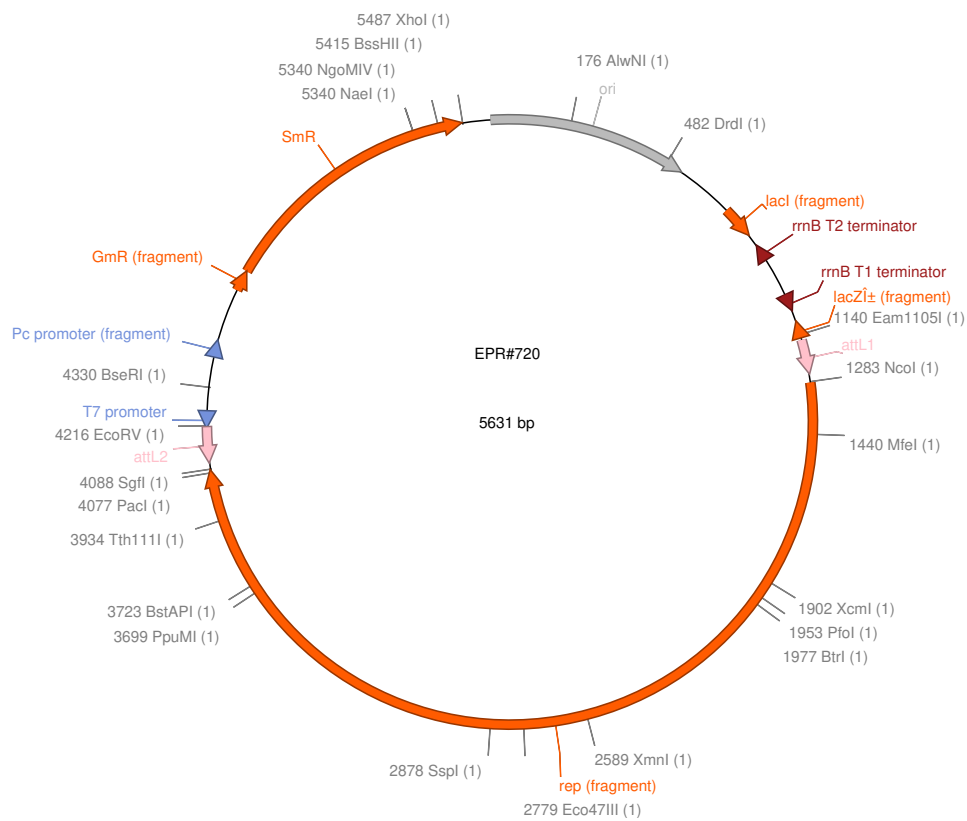 5487 XhoI (1)
5415 BssHII (1)
5340 NgoMIV (1)
5340 NaeI (1)
176 AlwNI (1)
ori
482 DrdI (1)
SmR
lacI (fragment)
rrnB T2 terminator
GmR (fragment)
rrnB T1 terminator
lacZÎ± (fragment)
1140 Eam1105I (1)
Pc promoter (fragment)
attL1
EPR#720
1283 NcoI (1)
4330 BseRI (1)
T7 promoter
5631 bp
4216 EcoRV (1)
1440 MfeI (1)
attL2
4088 SgfI (1)
4077 PacI (1)
3934 Tth111I (1)
3723 BstAPI (1)
1902 XcmI (1)
3699 PpuMI (1)
1953 PfoI (1)
1977 BtrI (1)
2589 XmnI (1)
2878 SspI (1)
rep (fragment)
2779 Eco47III (1)